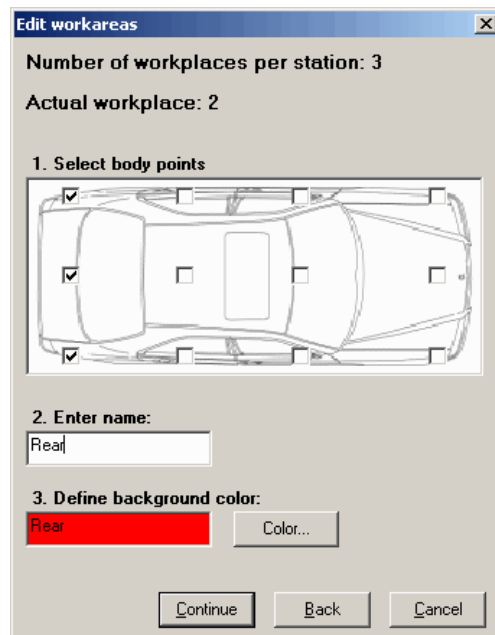 Edit workareas
Number of workplaces per station: 3
Actual workplace: 2
1. Select body points
2. Enter name:
Rear
3. Define background color:
Rear Color...
Continue Back Cancel